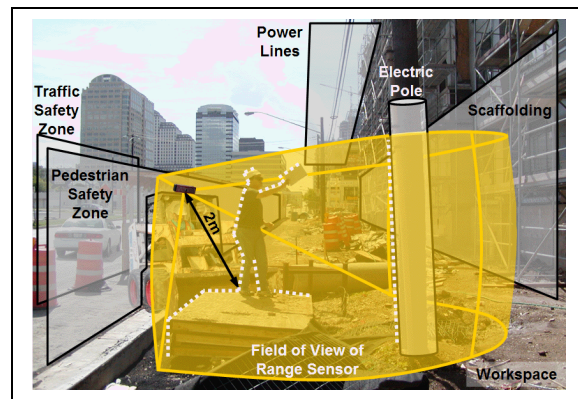 Power
Lines
Electric
Pole
Traffic
Safety
Zone
Scaffolding
Pedestrian
Safety
Zone
2m
Field of View of
Range Sensor
Workspace